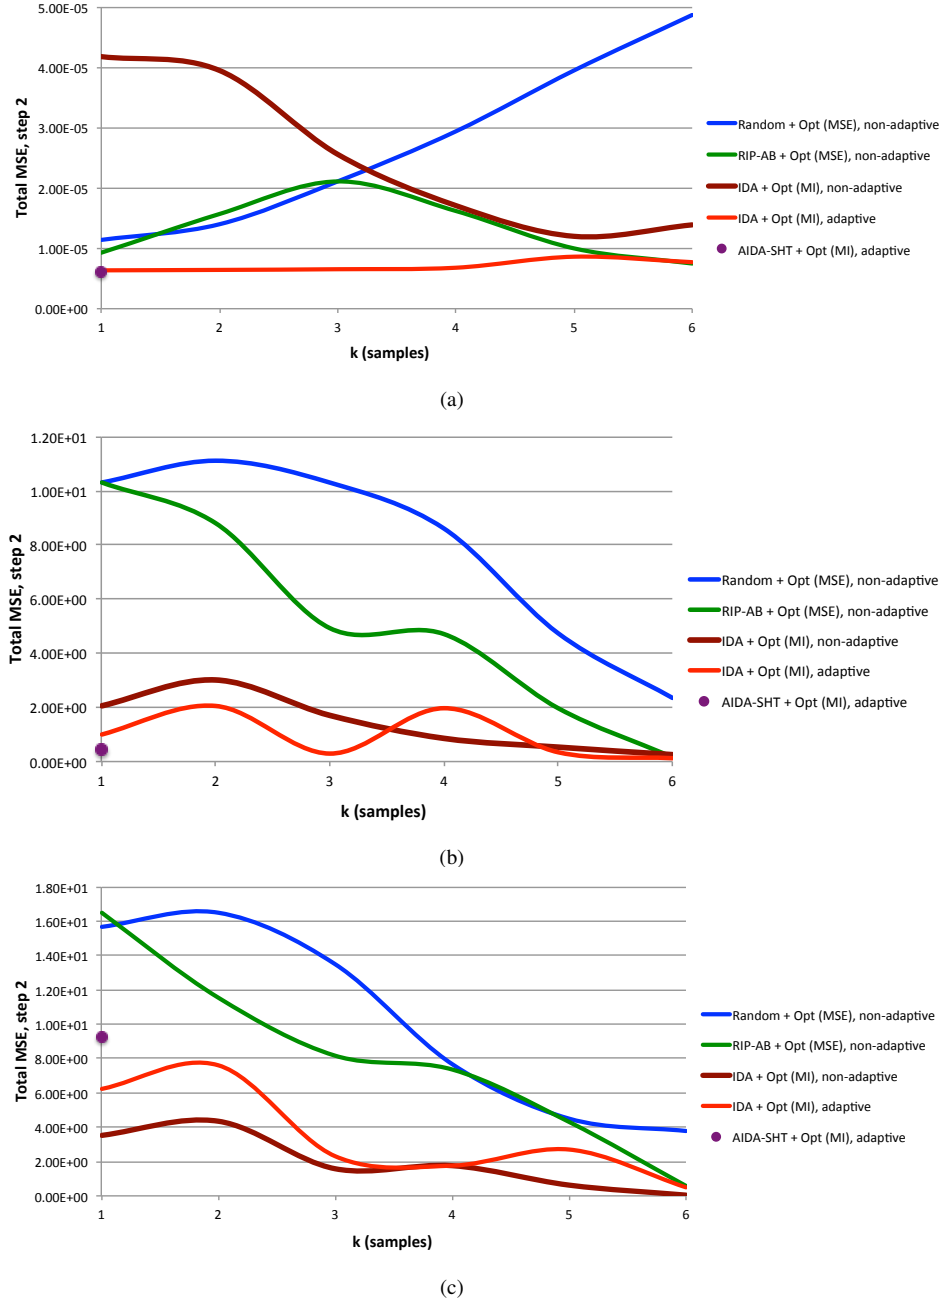 5.00E-05
4.00E-05
3.00E-05
2.00E-05
1.00E-05
0.00E+00
Total MSE, step 2
1 2 3 4 5 6
k (samples)
Random + Opt (MSE), non-adaptive
RIP-AB + Opt (MSE), non-adaptive
IDA + Opt (MI), non-adaptive
IDA + Opt (MI), adaptive
AIDA-SHT + Opt (MI), adaptive
(a)
1.20E+01
1.00E+01
8.00E+00
6.00E+00
4.00E+00
2.00E+00
0.00E+00
Total MSE, step 2
1 2 3 4 5 6
k (samples)
Random + Opt (MSE), non-adaptive
RIP-AB + Opt (MSE), non-adaptive
IDA + Opt (MI), non-adaptive
IDA + Opt (MI), adaptive
AIDA-SHT + Opt (MI), adaptive
(b)
1.80E+01
1.60E+01
1.40E+01
1.20E+01
1.00E+01
8.00E+00
6.00E+00
4.00E+00
2.00E+00
0.00E+00
Total MSE, step 2
1 2 3 4 5 6
k (samples)
Random + Opt (MSE), non-adaptive
RIP-AB + Opt (MSE), non-adaptive
IDA + Opt (MI), non-adaptive
IDA + Opt (MI), adaptive
AIDA-SHT + Opt (MI), adaptive
(c)